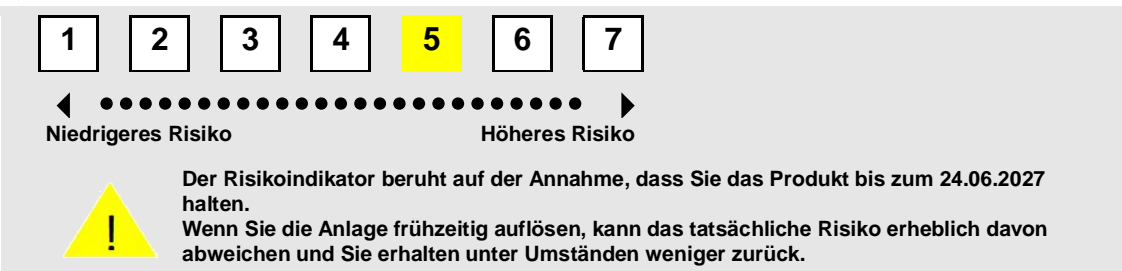 1 2 3 4 5 6 7
Niedrigeres Risiko Höheres Risiko
Der Risikoindikator beruht auf der Annahme, dass Sie das Produkt bis zum 24.06.2027
halten.
Wenn Sie die Anlage frühzeitig auflösen, kann das tatsächliche Risiko erheblich davon
abweichen und Sie erhalten unter Umständen weniger zurück.
!